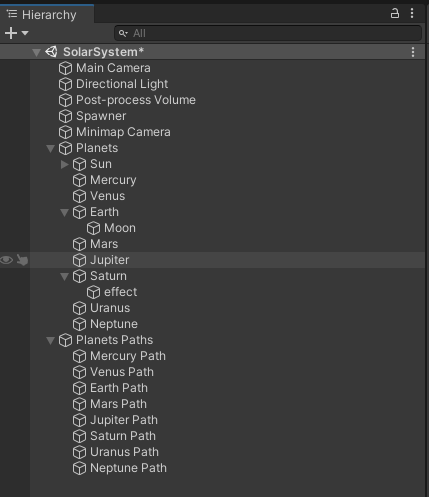 Hierarchy
All
SolarSystem*
Main Camera
Directional Light
Post-process Volume
Spawner
Minimap Camera
Planets
Sun
Mercury
Venus
Earth
Moon
Mars
Jupiter
Saturn
effect
Uranus
Neptune
Planets Paths
Mercury Path
Venus Path
Earth Path
Mars Path
Jupiter Path
Saturn Path
Uranus Path
Neptune Path